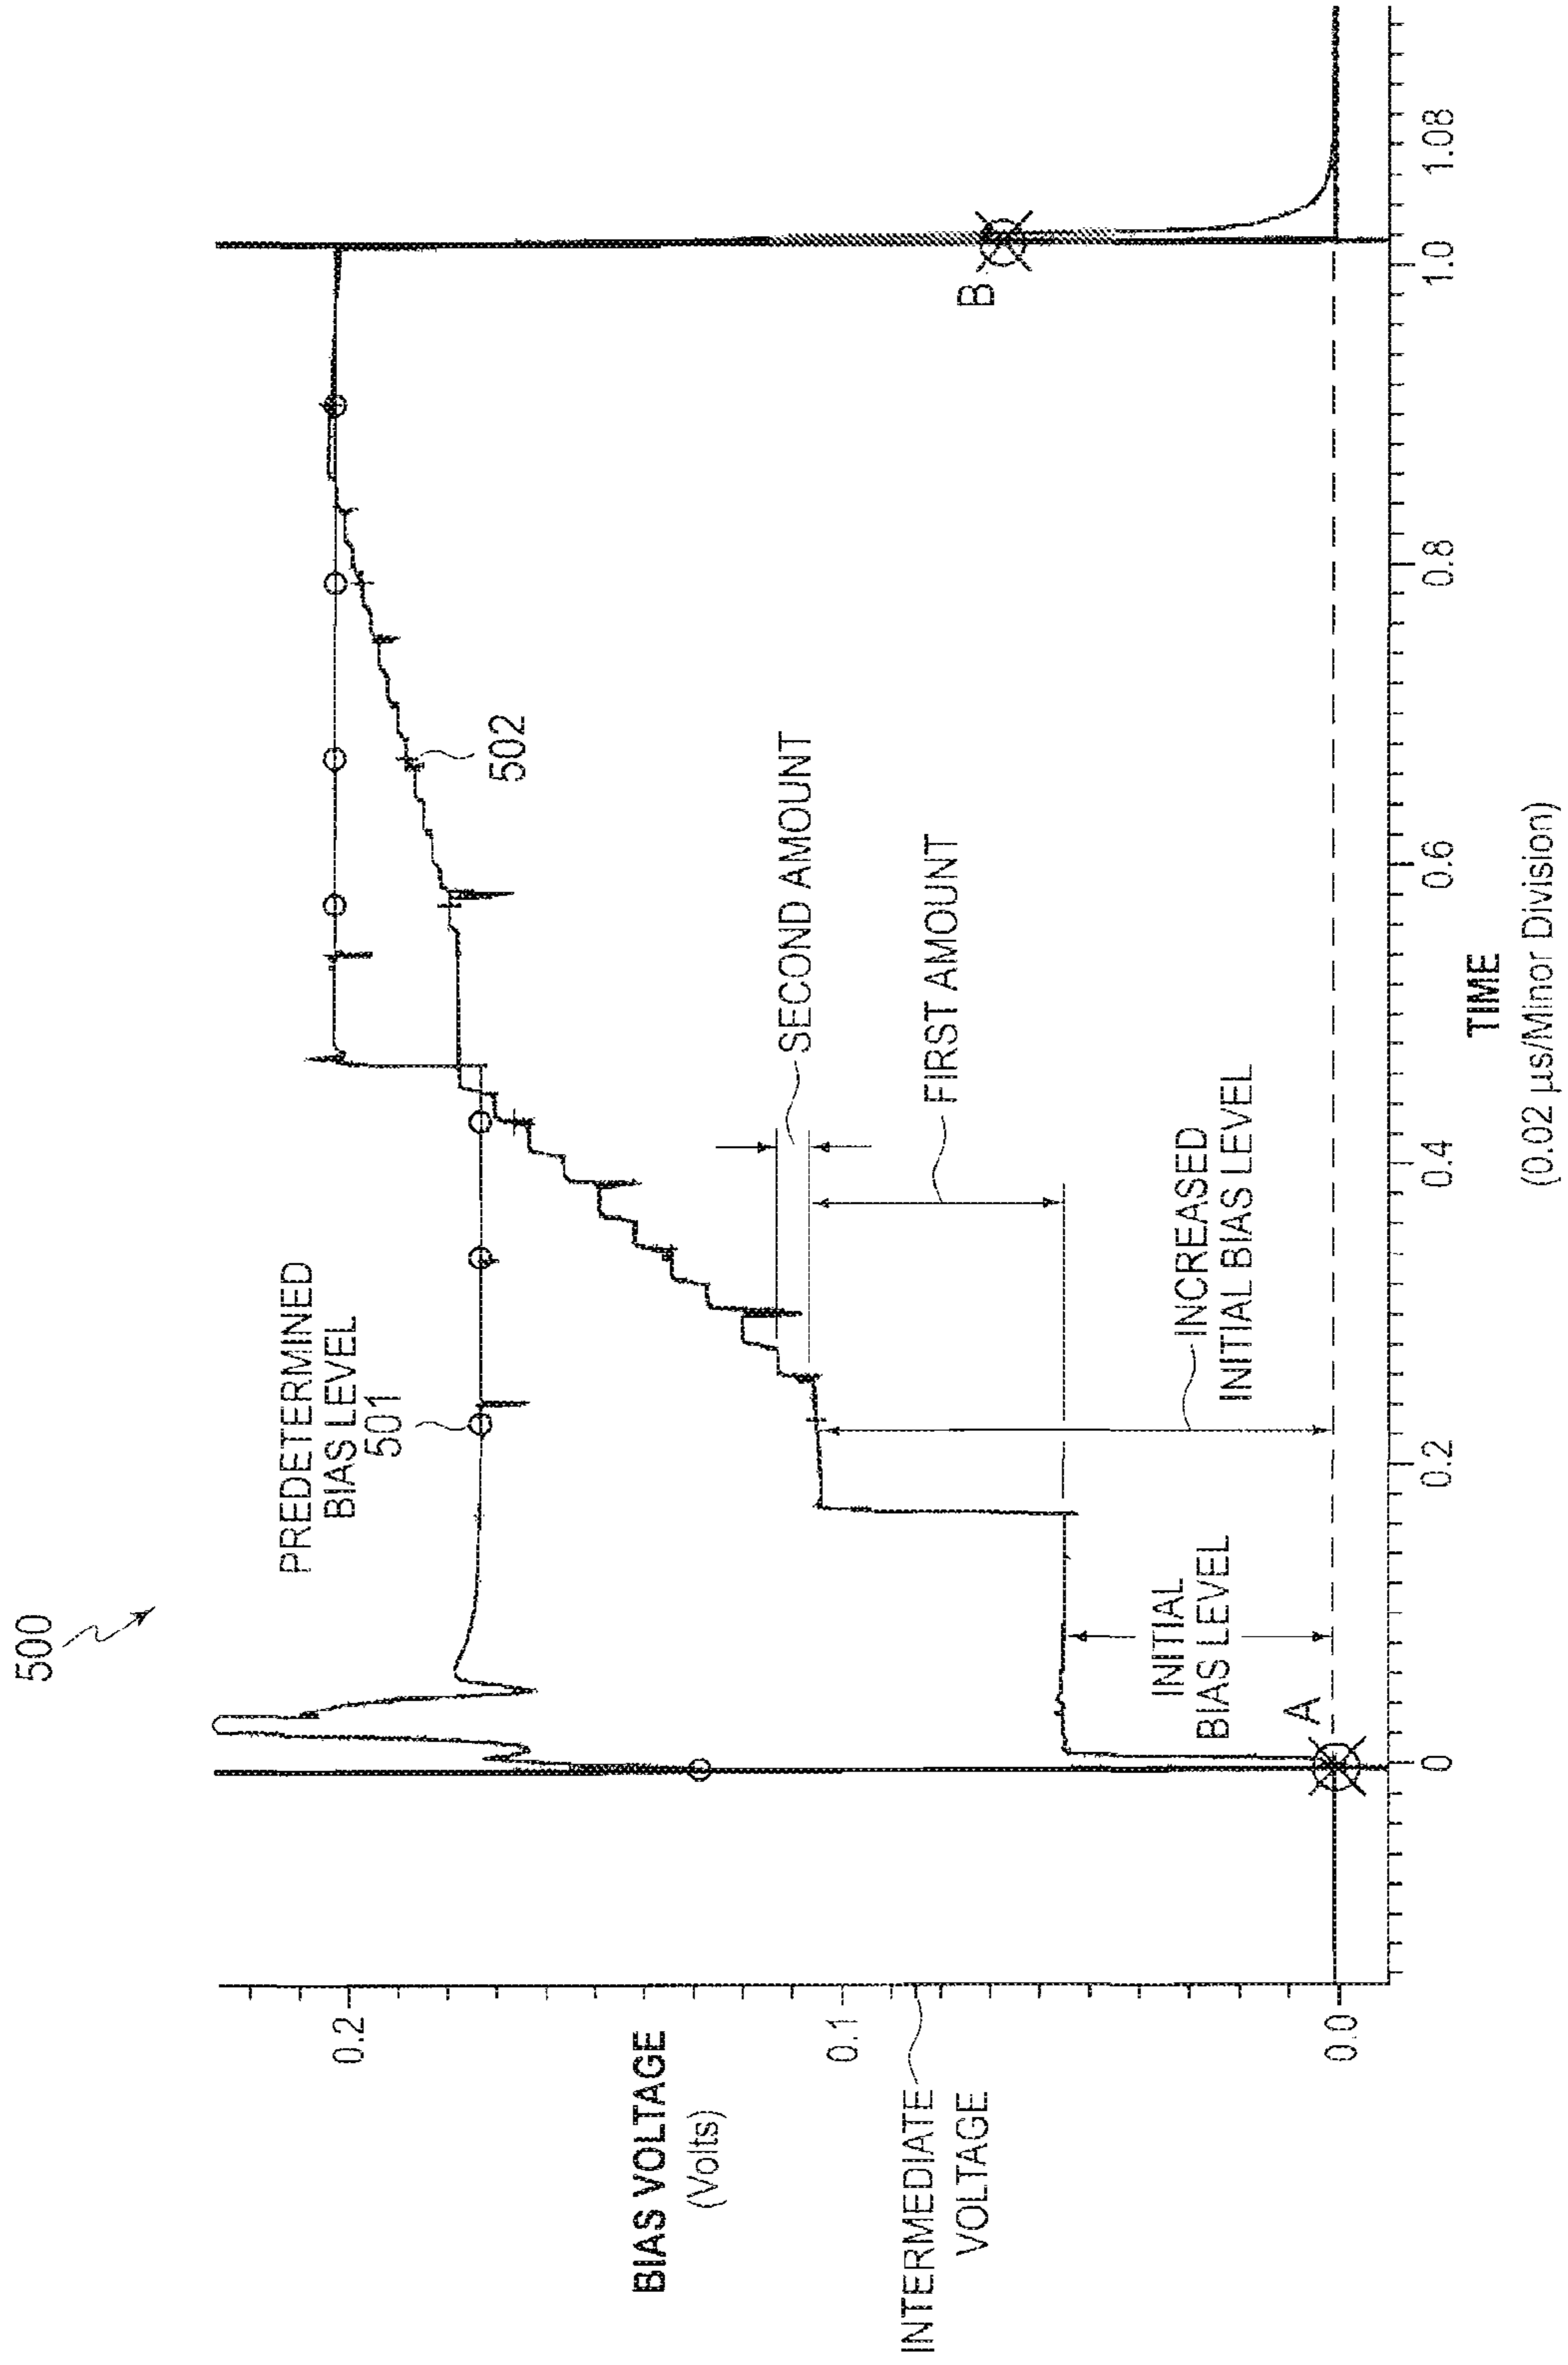 500
PREDETERMINED
BIAS LEVEL
501
BIAS VOLTAGE
(Volts)
0.2
0.1
0.0
INTERMEDIATE
VOLTAGE
502
SECOND AMOUNT
FIRST AMOUNT
INCREASED
INITIAL BIAS LEVEL
INITIAL
BIAS LEVEL
A
B
0
0.2
0.4
0.6
0.8
1.0
1.08
TIME
(0.02 µs/Minor Division)